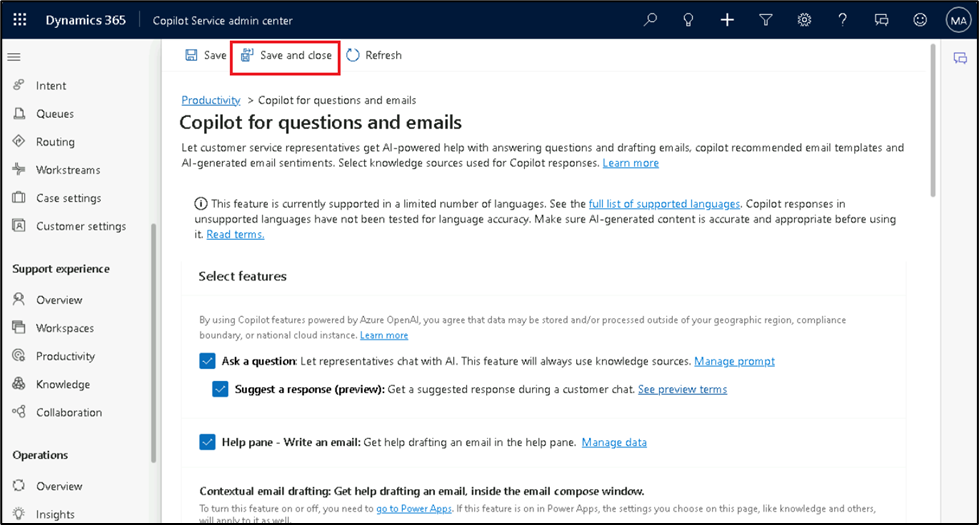 Dynamics 365 Copilot Service admin center MA
Save Save and close Refresh
Intent
Queues
Routing
Workstreams
Case settings
Customer settings
Support experience
Overview
Workspaces
Productivity
Knowledge
Collaboration
Operations
Overview
Insights
Productivity > Copilot for questions and emails
Copilot for questions and emails
Let customer service representatives get AI-powered help with answering questions and drafting emails, copilot recommended email templates and
AI-generated email sentiments. Select knowledge sources used for Copilot responses. Learn more
This feature is currently supported in a limited number of languages. See the full list of supported languages. Copilot responses in
unsupported languages have not been tested for language accuracy. Make sure AI-generated content is accurate and appropriate before using
it. Read terms.
Select features
By using Copilot features powered by Azure OpenAI, you agree that data may be stored and/or processed outside of your geographic region, compliance
boundary, or national cloud instance. Learn more
Ask a question: Let representatives chat with AI. This feature will always use knowledge sources. Manage prompt
Suggest a response (preview): Get a suggested response during a customer chat. See preview terms
Help pane - Write an email: Get help drafting an email in the help pane. Manage data
Contextual email drafting: Get help drafting an email, inside the email compose window.
To turn this feature on or off, you need to go to Power Apps. If this feature is on in Power Apps, the settings you choose on this page, like knowledge and others,
will apply to it as well.